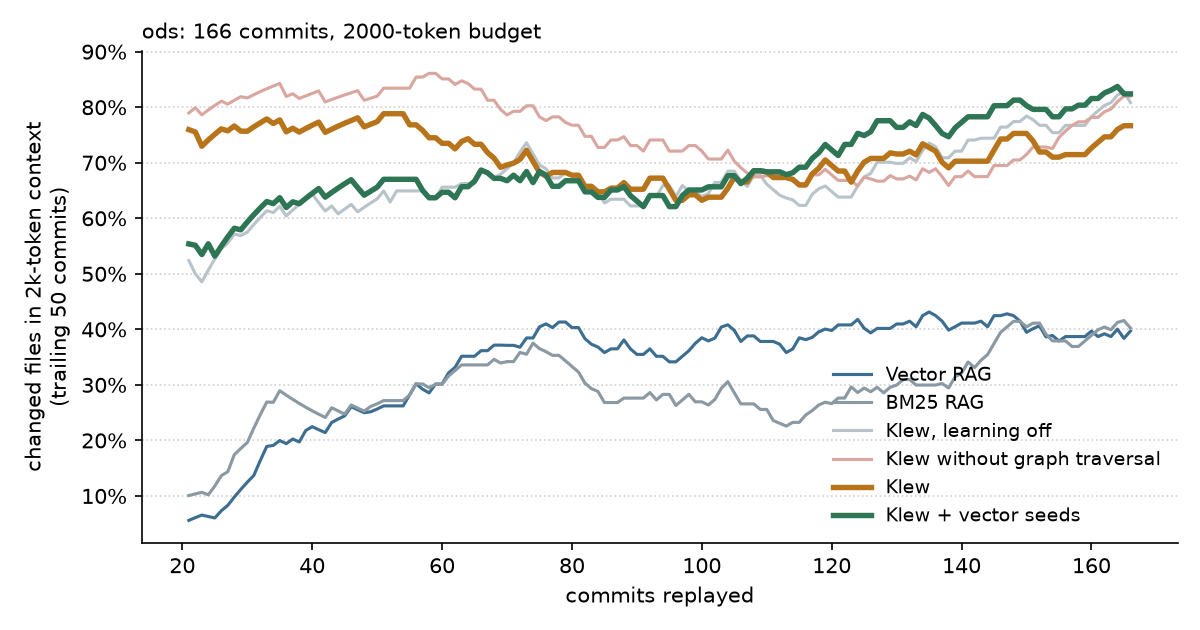 ods: 166 commits, 2000-token budget
90%
80%
70%
60%
50%
40%
30%
20%
10%
changed files in 2k-token context
(trailing 50 commits)
Vector RAG
BM25 RAG
Klew, learning off
Klew without graph traversal
Klew
Klew + vector seeds
20
40
60
80
100
120
140
160
commits replayed